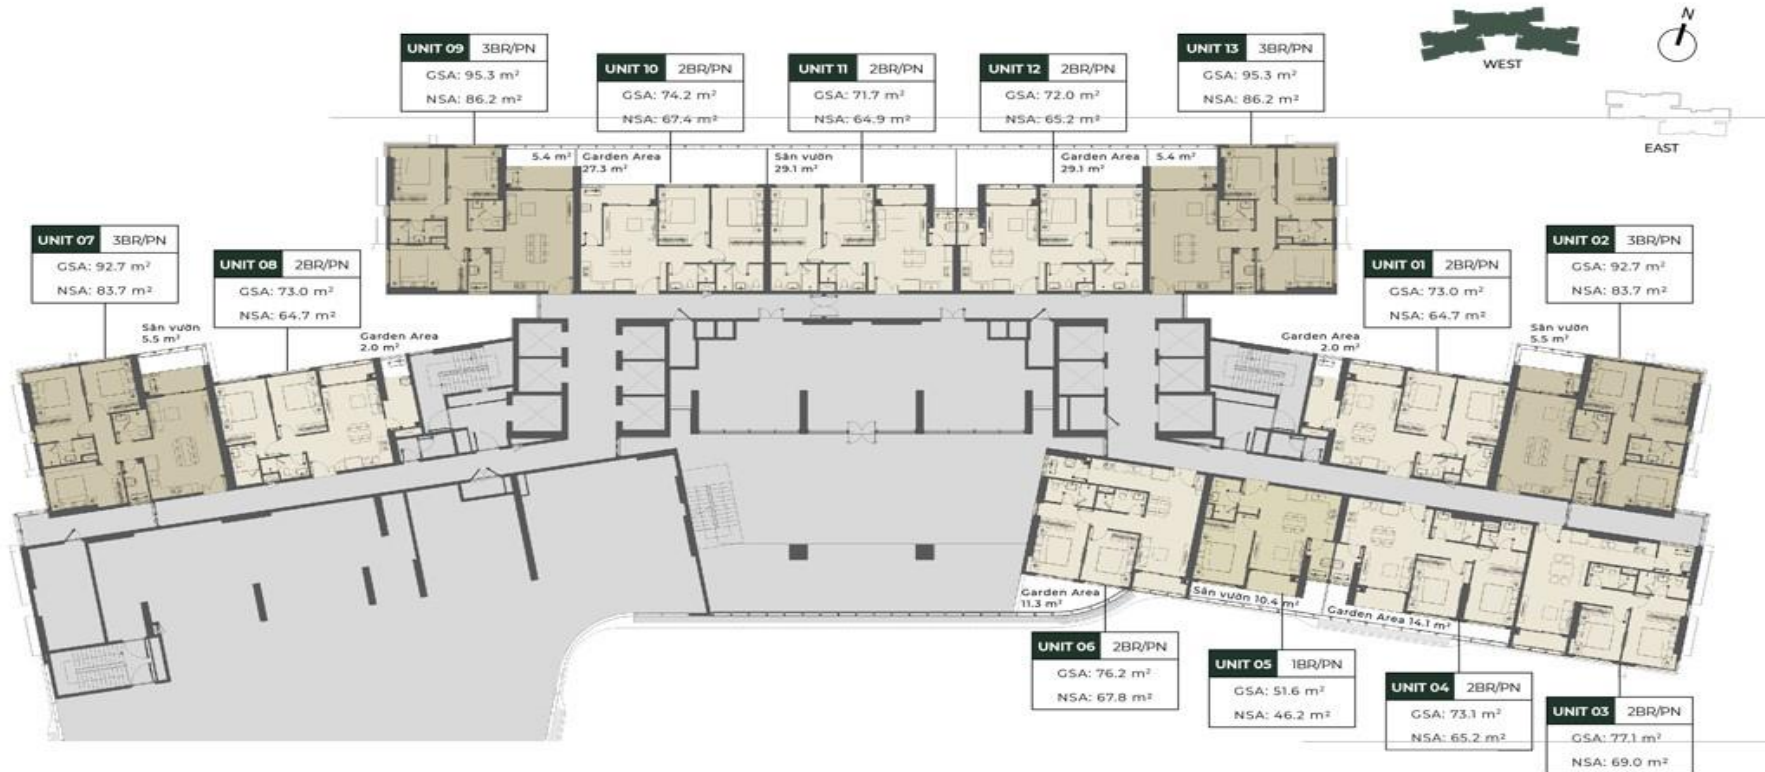 N
WEST
EAST
UNIT 09 3BR/PN
GSA: 95.3 m²
NSA: 86.2 m²
UNIT 10 2BR/PN
GSA: 74.2 m²
NSA: 67.4 m²
UNIT 11 2BR/PN
GSA: 71.7 m²
NSA: 64.9 m²
UNIT 12 2BR/PN
GSA: 72.0 m²
NSA: 65.2 m²
UNIT 13 3BR/PN
GSA: 95.3 m²
NSA: 86.2 m²
5.4 m²
Garden Area
27.3 m²
Sân vườn
29.1 m²
Garden Area
29.1 m²
5.4 m²
UNIT 07 3BR/PN
GSA: 92.7 m²
NSA: 83.7 m²
UNIT 08 2BR/PN
GSA: 73.0 m²
NSA: 64.7 m²
UNIT 01 2BR/PN
GSA: 73.0 m²
NSA: 64.7 m²
UNIT 02 3BR/PN
GSA: 92.7 m²
NSA: 83.7 m²
Sân vườn
5.5 m²
Garden Area
2.0 m²
Garden Area
2.0 m²
Sân vườn
5.5 m²
Garden Area
11.3 m²
Sân vườn 10.4 m²
Garden Area 14.1 m²
UNIT 06 2BR/PN
GSA: 76.2 m²
NSA: 67.8 m²
UNIT 05 1BR/PN
GSA: 51.6 m²
NSA: 46.2 m²
UNIT 04 2BR/PN
GSA: 73.1 m²
NSA: 65.2 m²
UNIT 03 2BR/PN
GSA: 77.1 m²
NSA: 69.0 m²